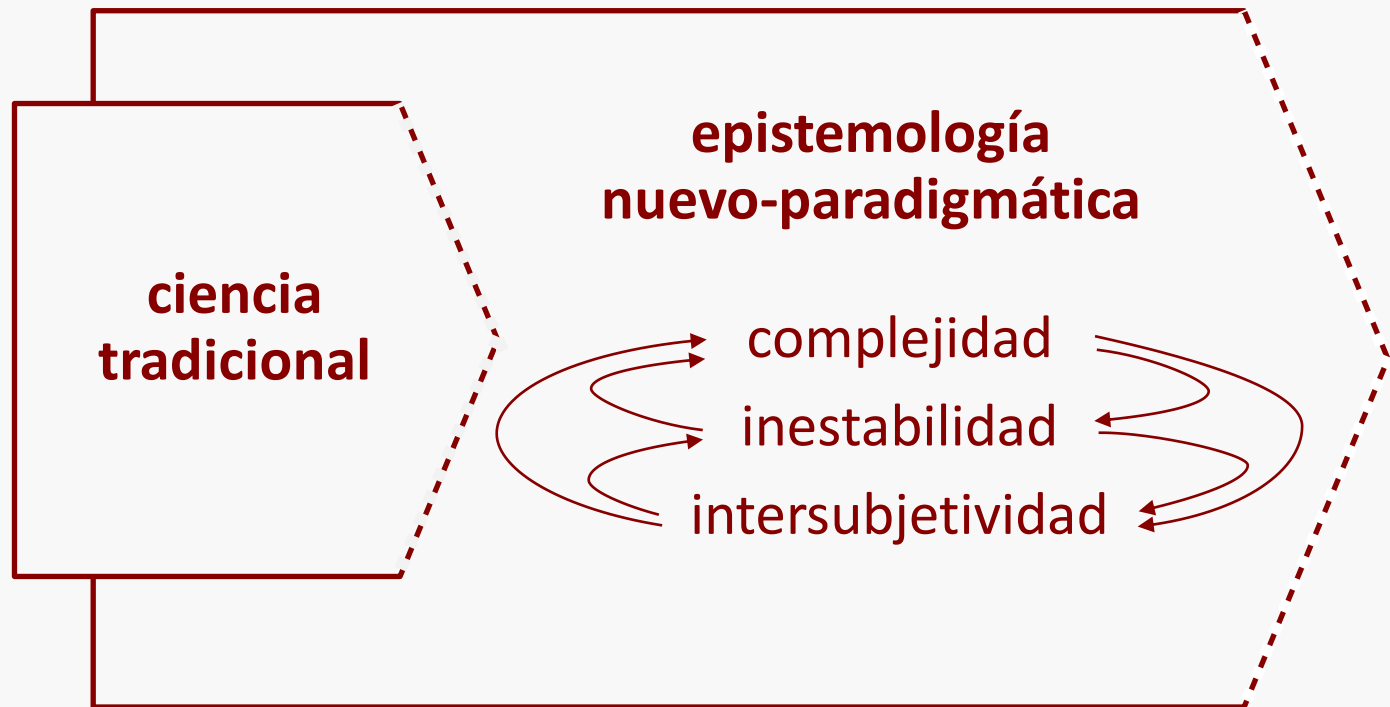 epistemología
nuevo-paradigmática
ciencia
tradicional
complejidad
inestabilidad
intersubjetividad